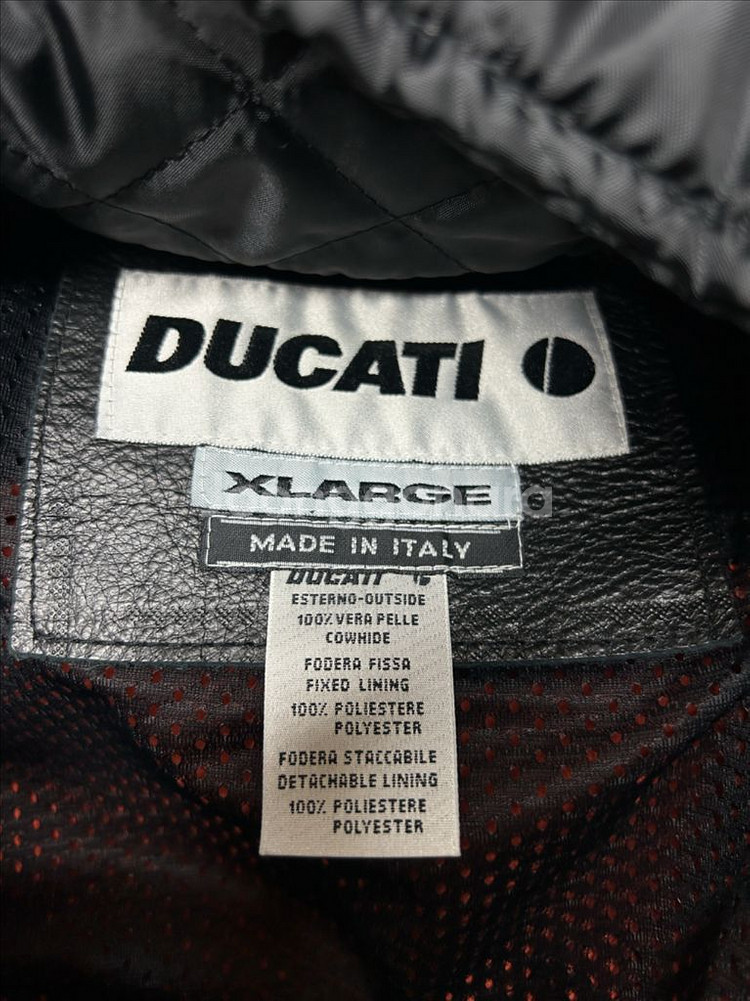 DUCATI
XLARGE
MADE IN ITALY
DUCATI
ESTERNO-OUTSIDE
100% VERA PELLE
COWHIDE
FODERA FISSA
FIXED LINING
100% POLIESTERE
POLYESTER
FODERA STACCABILE
DETACHABLE LINING
100% POLIESTERE
POLYESTER